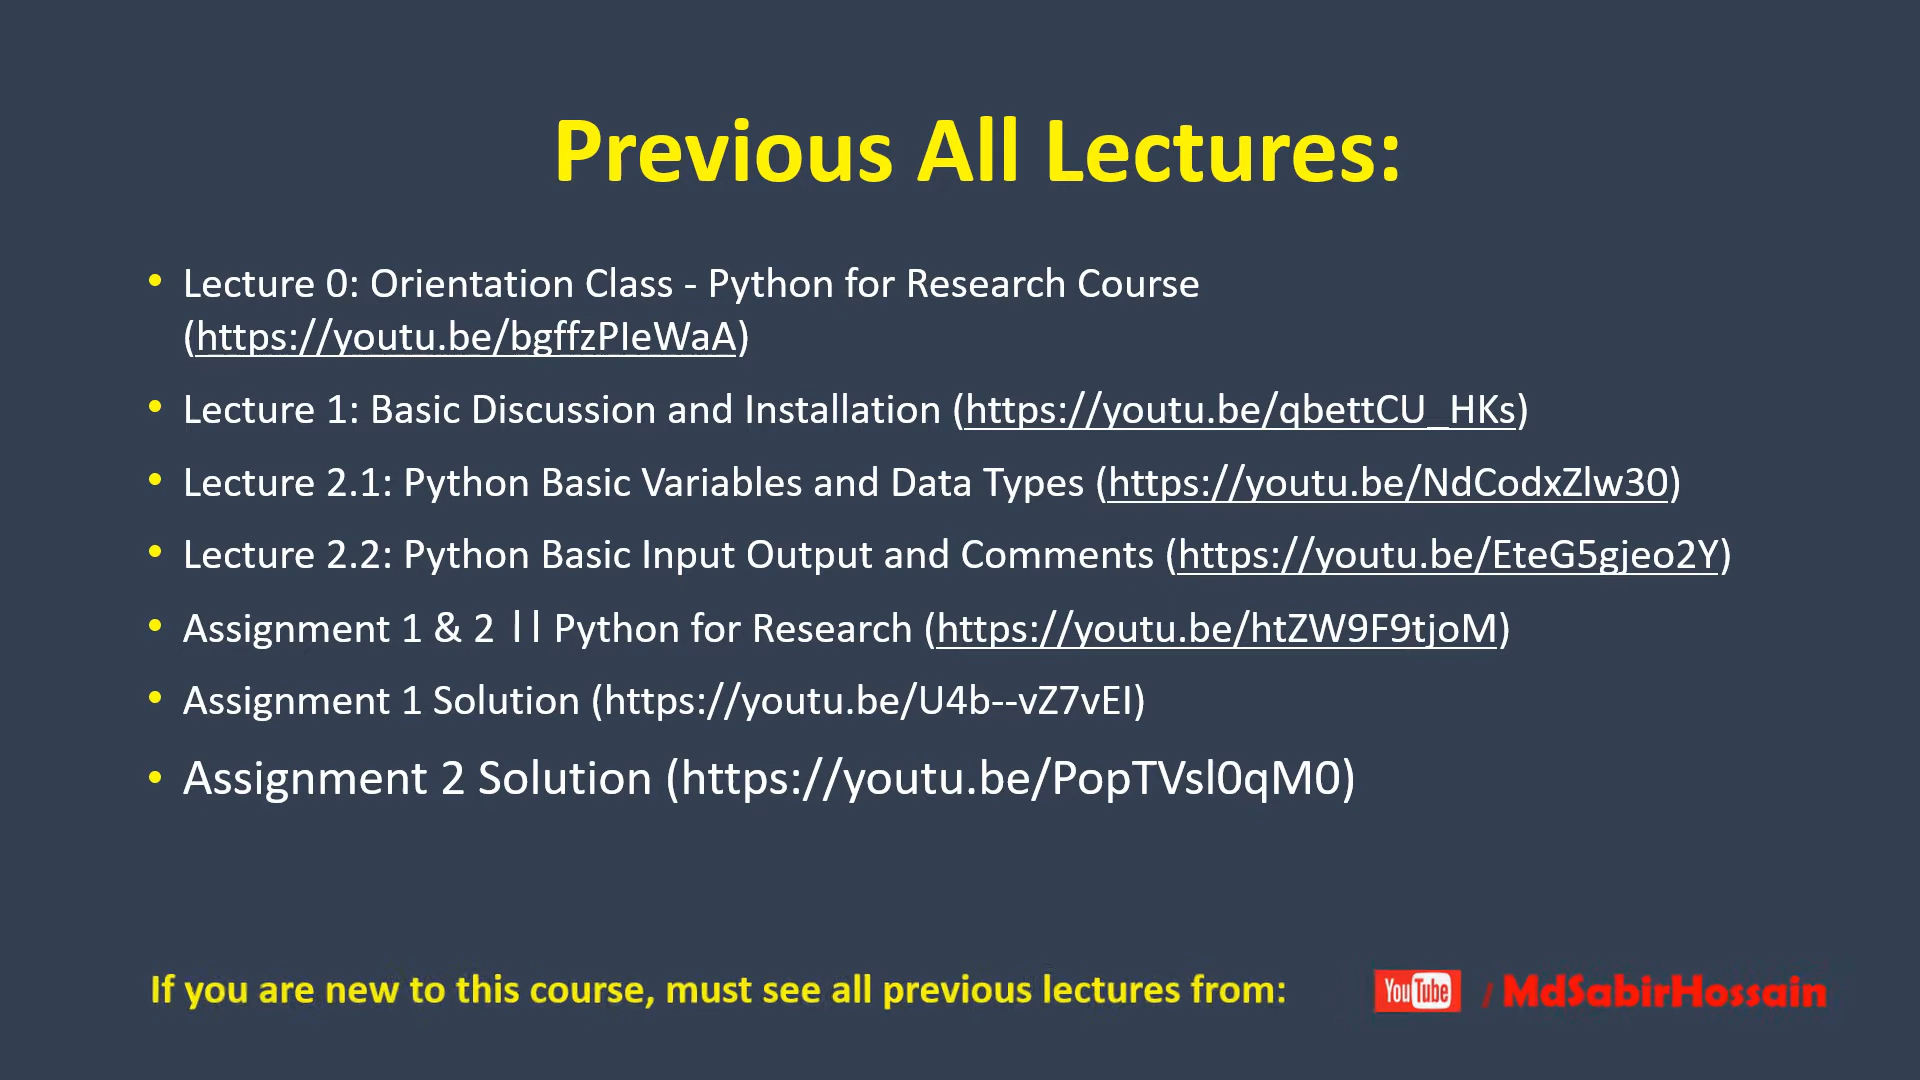 Previous All Lectures:
• Lecture 0: Orientation Class - Python for Research Course
(https://youtu.be/bgffzPIeWaA)
• Lecture 1: Basic Discussion and Installation (https://youtu.be/qbettCU_HKs)
• Lecture 2.1: Python Basic Variables and Data Types (https://youtu.be/NdCodxZlw30)
• Lecture 2.2: Python Basic Input Output and Comments (https://youtu.be/EteG5gjeo2Y)
• Assignment 1 & 2 ।। Python for Research (https://youtu.be/htZW9F9tjoM)
• Assignment 1 Solution (https://youtu.be/U4b--vZ7vEI)
• Assignment 2 Solution (https://youtu.be/PopTVsl0qM0)
If you are new to this course, must see all previous lectures from: YouTube / MdSabirHossain